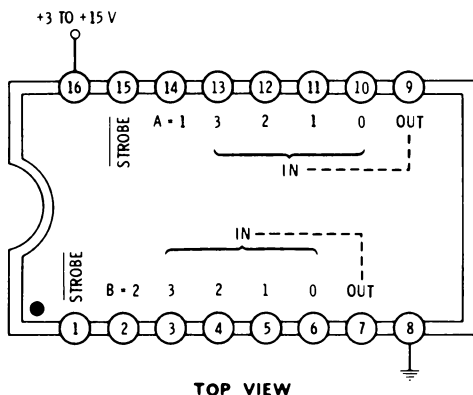 +3 TO +15 V
16 15 14 13 12 11 10 9
STROBE A = 1 3 2 1 0 OUT
IN
IN
STROBE B = 2 3 2 1 0 OUT
1 2 3 4 5 6 7 8
TOP VIEW